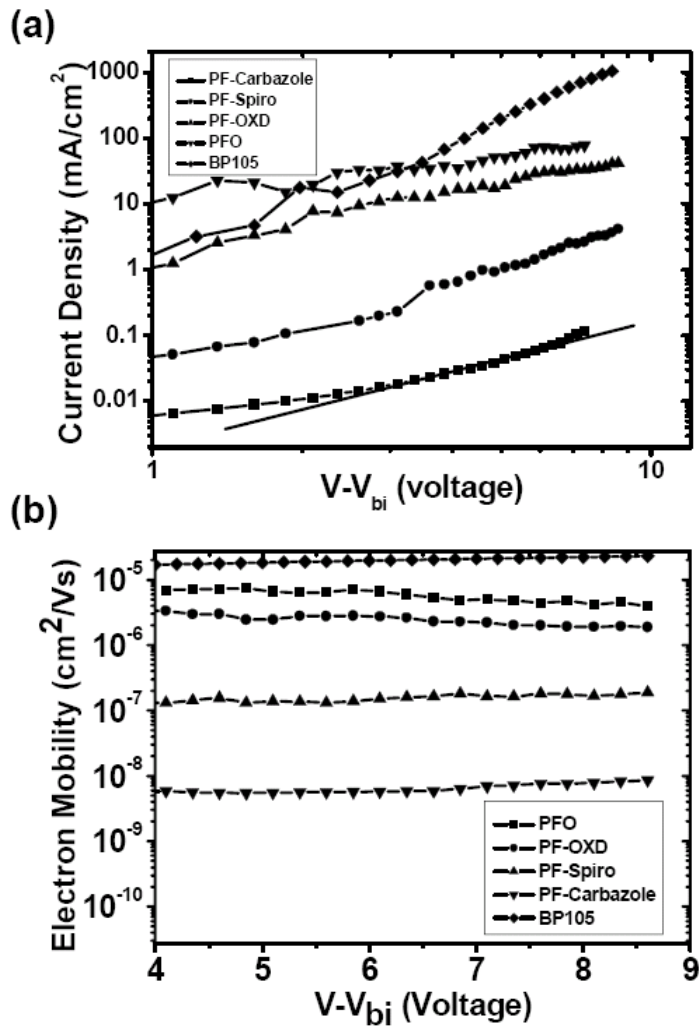 (a)
Current Density (mA/cm²)
1000
100
10
1
0.1
0.01
PF-Carbazole
PF-Spiro
PF-OXD
PFO
BP105
1
10
V-Vbi (voltage)
(b)
Electron Mobility (cm²/Vs)
10⁻⁵
10⁻⁶
10⁻⁷
10⁻⁸
10⁻⁹
10⁻¹⁰
PFO
PF-OXD
PF-Spiro
PF-Carbazole
BP105
4 5 6 7 8 9
V-Vbi (Voltage)